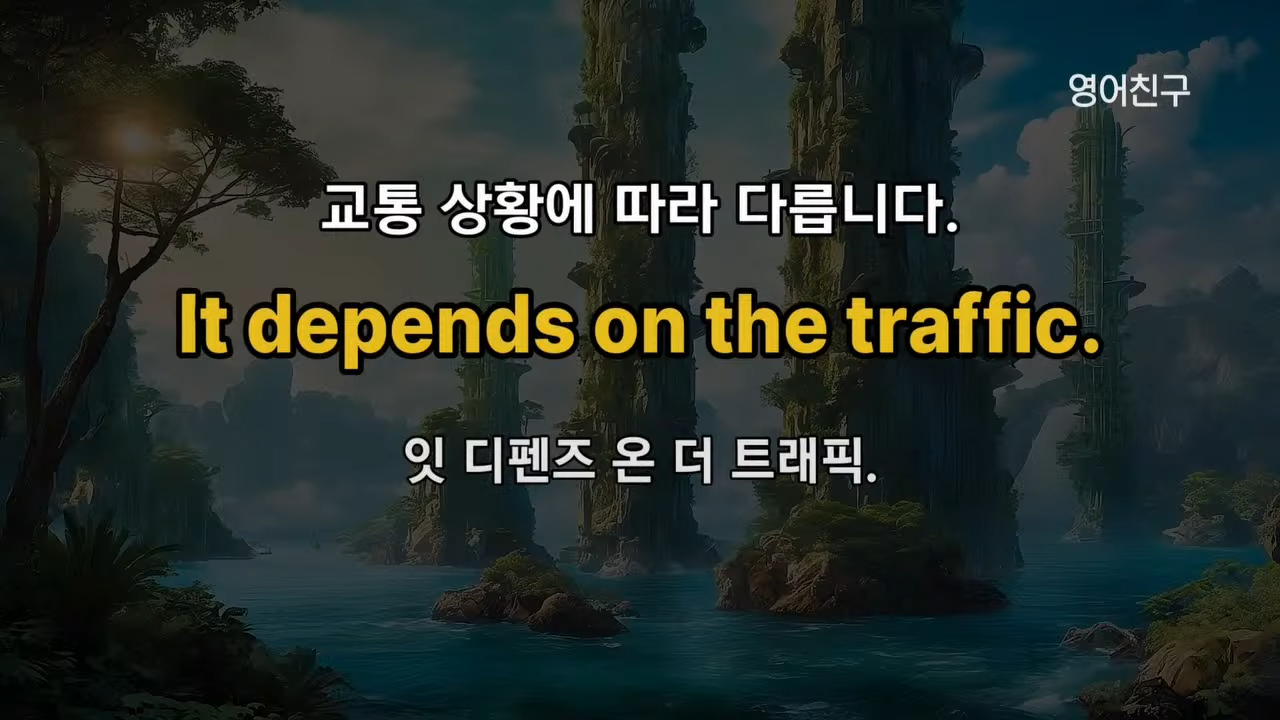 영어친구
교통 상황에 따라 다릅니다.
It depends on the traffic.
잇 디펜즈 온 더 트래픽.